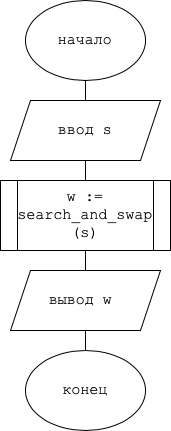 начало
ввод s
w :=
search_and_swap
(s)
вывод w
конец